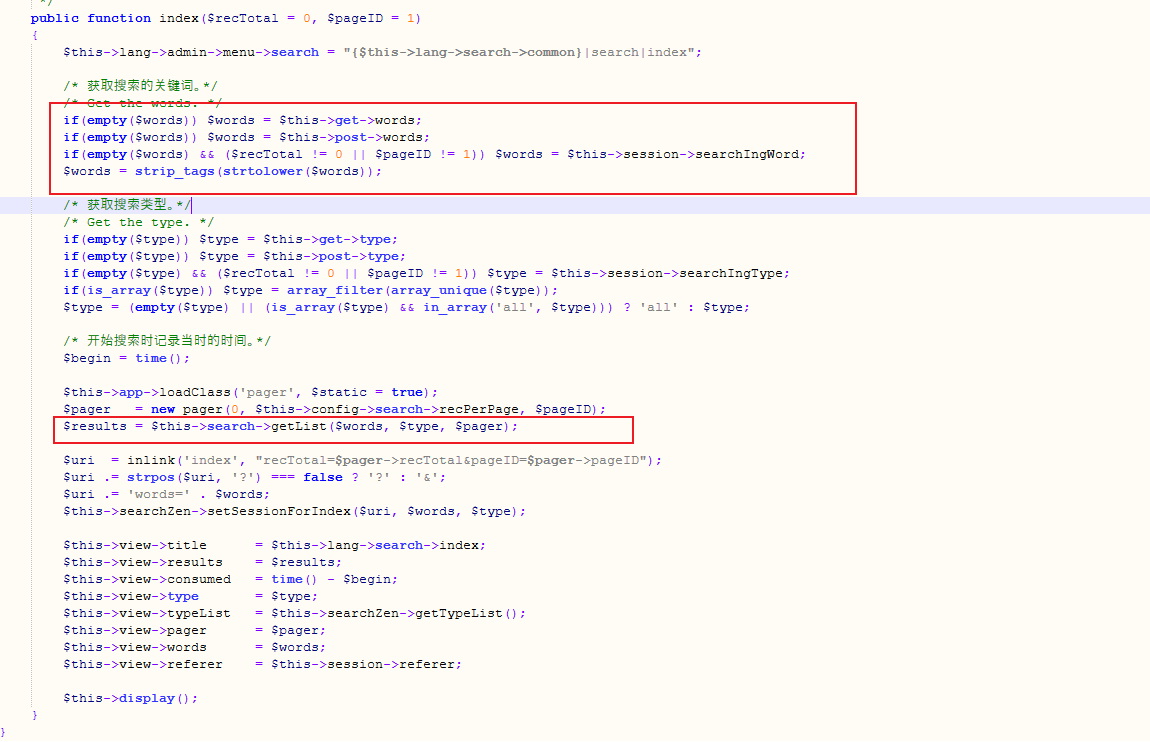 */
public function index($recTotal = 0, $pageID = 1)
{
$this->lang->admin->menu->search = "{$this->lang->search->common}|search|index";
/* 获取搜索的关键词。*/
/* Get the words. */
if(empty($words)) $words = $this->get->words;
if(empty($words)) $words = $this->post->words;
if(empty($words) && ($recTotal != 0 || $pageID != 1)) $words = $this->session->searchIngWord;
$words = strip_tags(strtolower($words));
/* 获取搜索类型。*/
/* Get the type. */
if(empty($type)) $type = $this->get->type;
if(empty($type)) $type = $this->post->type;
if(empty($type) && ($recTotal != 0 || $pageID != 1)) $type = $this->session->searchIngType;
if(is_array($type)) $type = array_filter(array_unique($type));
$type = (empty($type) || (is_array($type) && in_array('all', $type))) ? 'all' : $type;
/* 开始搜索时记录当时的时间。*/
$begin = time();
$this->app->loadClass('pager', $static = true);
$pager   = new pager(0, $this->config->search->recPerPage, $pageID);
$results = $this->search->getList($words, $type, $pager);
$uri  = inlink('index', "recTotal=$pager->recTotal&pageID=$pager->pageID");
$uri .= strpos($uri, '?') === false ? '?' : '&';
$uri .= 'words=' . $words;
$this->searchZen->setSessionForIndex($uri, $words, $type);
$this->view->title      = $this->lang->search->index;
$this->view->results    = $results;
$this->view->consumed   = time() - $begin;
$this->view->type       = $type;
$this->view->typeList   = $this->searchZen->getTypeList();
$this->view->pager      = $pager;
$this->view->words      = $words;
$this->view->referer    = $this->session->referer;
$this->display();
}
}